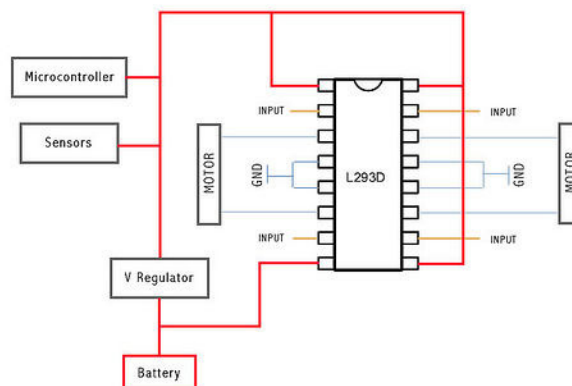 Microcontroller
Sensors
V Regulator
Battery
MOTOR
INPUT
GND
INPUT
L293D
INPUT
GND
INPUT
MOTOR